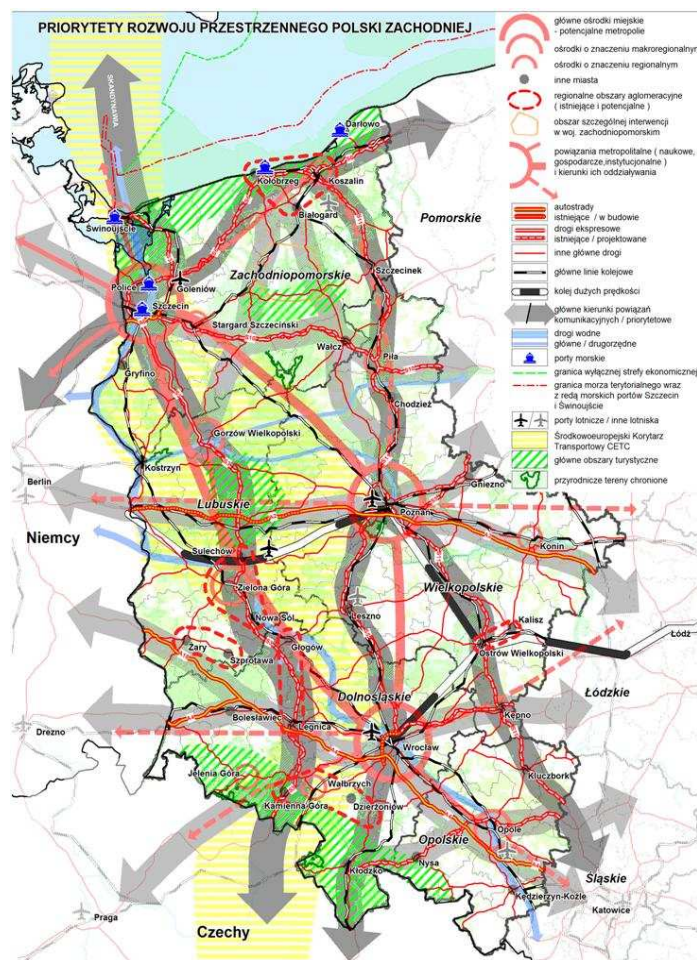 PRIORYTETY ROZWOJU PRZESTRZENNEGO POLSKI ZACHODNIEJ
główne ośrodki miejskie
- potencjalne metropolie
ośrodki o znaczeniu makroregionalnym
ośrodki o znaczeniu regionalnym
inne miasta
regionalne obszary aglomeracyjne
( istniejące i potencjalne )
obszar szczególnej interwencji
w woj. zachodniopomorskim
powiązania metropolitalne ( naukowe,
gospodarcze,instytucjonalne )
i kierunki ich oddziaływania
autostrady
istniejące / w budowie
drogi ekspresowe
istniejące / projektowane
inne główne drogi
główne linie kolejowe
kolej dużych prędkości
główne kierunki powiązań
komunikacyjnych / priorytetowe
drogi wodne
główne / drugorzędne
porty morskie
granica wyłącznej strefy ekonomicznej
granica morza terytorialnego wraz
z redą morskich portów Szczecin
i Świnoujście
porty lotnicze / inne lotniska
Środkowoeuropejski Korytarz
Transportowy CETC
główne obszary turystyczne
przyrodnicze tereny chronione
SKANDYNAWIA
Darłowo
Kołobrzeg
Koszalin
Białogard
Pomorskie
Świnoujście
Zachodniopomorskie
Szczecinek
Goleniów
Police
Szczecin
Stargard Szczeciński
Wałcz
Piła
Gryfino
Chodzież
Gorzów Wielkopolski
Kostrzyn
Gniezno
Berlin
Lubuskie
Poznań
Niemcy
Konin
Sulechów
Wielkopolskie
Zielona Góra
Nowa Sól
Leszno
Kalisz
Żary
Głogów
Ostrów Wielkopolski
Łódź
Szprotawa
Dolnośląskie
Łódzkie
Bolesławiec
Legnica
Kępno
Drezno
Wrocław
Jelenia Góra
Wałbrzych
Kluczbork
Kamienna Góra
Dzierżoniów
Opolskie
Opole
Nysa
Śląskie
Kłodzko
Kędzierzyn-Koźle
Katowice
Praga
Czechy